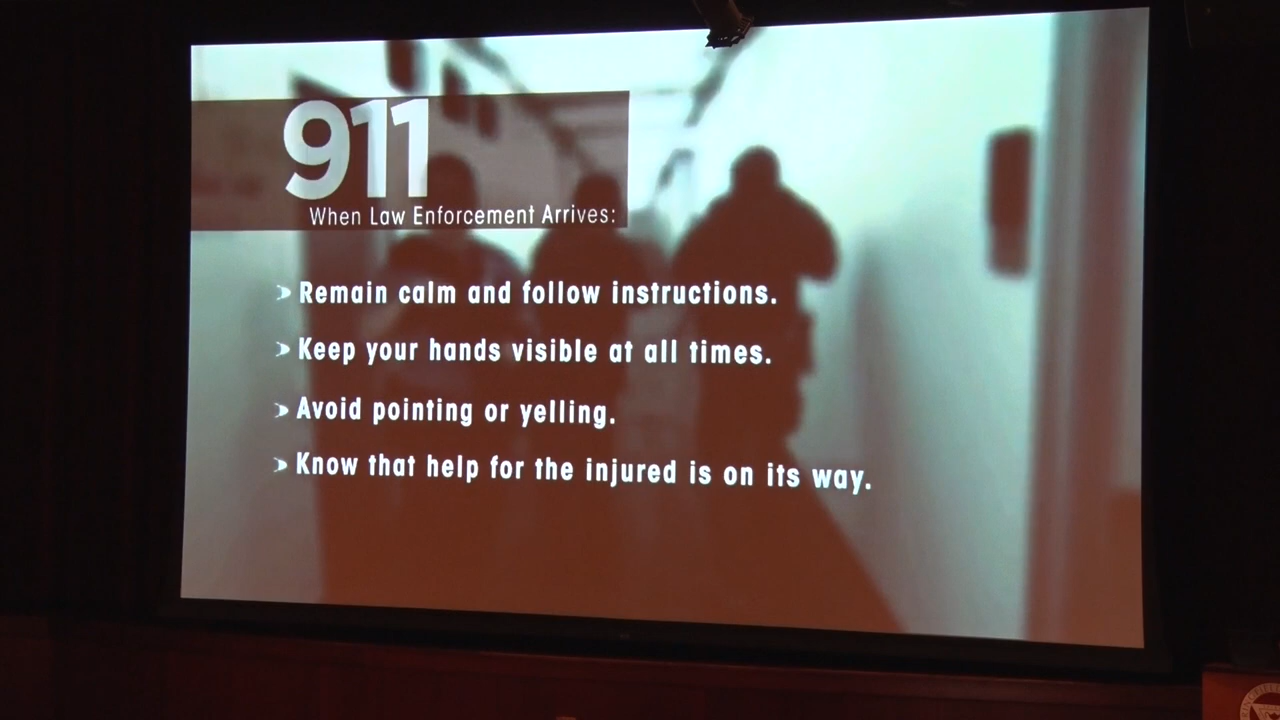 911
When Law Enforcement Arrives:
Remain calm and follow instructions.
Keep your hands visible at all times.
Avoid pointing or yelling.
Know that help for the injured is on its way.